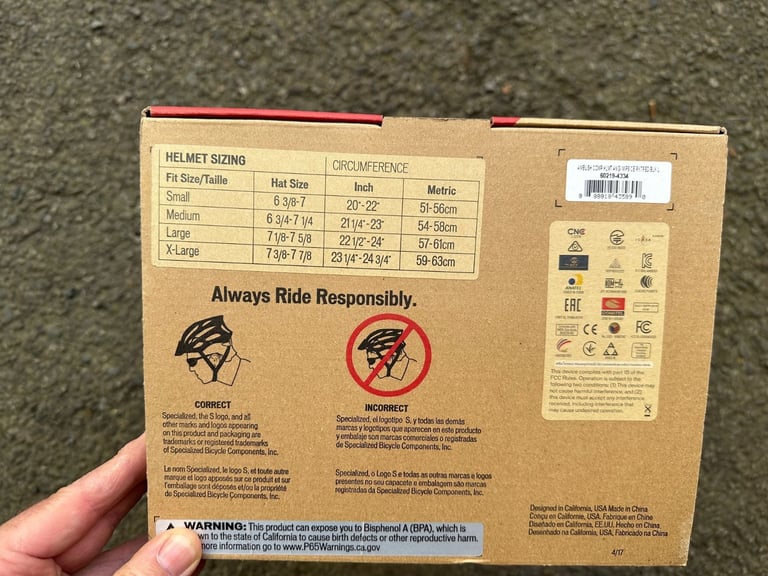 HELMET SIZING
CIRCUMFERENCE
Fit Size/Taille Hat Size Inch Metric
Small 6 3/8-7 20"-22" 51-56cm
Medium 6 3/4-7 1/4 21 1/4"-23" 54-58cm
Large 7 1/8-7 5/8 22 1/2"-24" 57-61cm
X-Large 7 3/8-7 7/8 23 1/4"-24 3/4" 59-63cm
60219-4334
Always Ride Responsibly.
CORRECT
Specialized, the S logo, and all
other marks and logos appearing
on this product and packaging are
trademarks or registered trademarks
of Specialized Bicycle Components, Inc.
Le nom Specialized, le logo S, et toute autre
marque et logo apposés sur ce produit et sur
l'emballage sont déposés et/ou la propriété
de Specialized Bicycle Components, Inc.
INCORRECT
Specialized, el logotipo S, y todas las demás
marcas y logotipos que aparecen en este producto
y embalaje son marcas comerciales o registradas
de Specialized Bicycle Components, Inc.
Specialized, o Logo S e todas as outras marcas e logos
presentes no seu capacete e embalagem são marcas
registradas da Specialized Bicycle Components, Inc.
CNC
EAC
CE
FC
This device complies with part 15 of the
FCC Rules. Operation is subject to the
following two conditions: (1) This device may
not cause harmful interference, and (2)
this device must accept any interference
received, including interference that
may cause undesired operation.
Designed in California, USA Made in China
Conçu en Californie, USA. Fabriqué en Chine
Diseñado en California, EE.UU. Hecho en China
Desenhado na California, USA, Fabricado na China
4/17
WARNING: This product can expose you to Bisphenol A (BPA), which is
wn to the state of California to cause birth defects or other reproductive harm.
more information go to www.P65Warnings.ca.gov